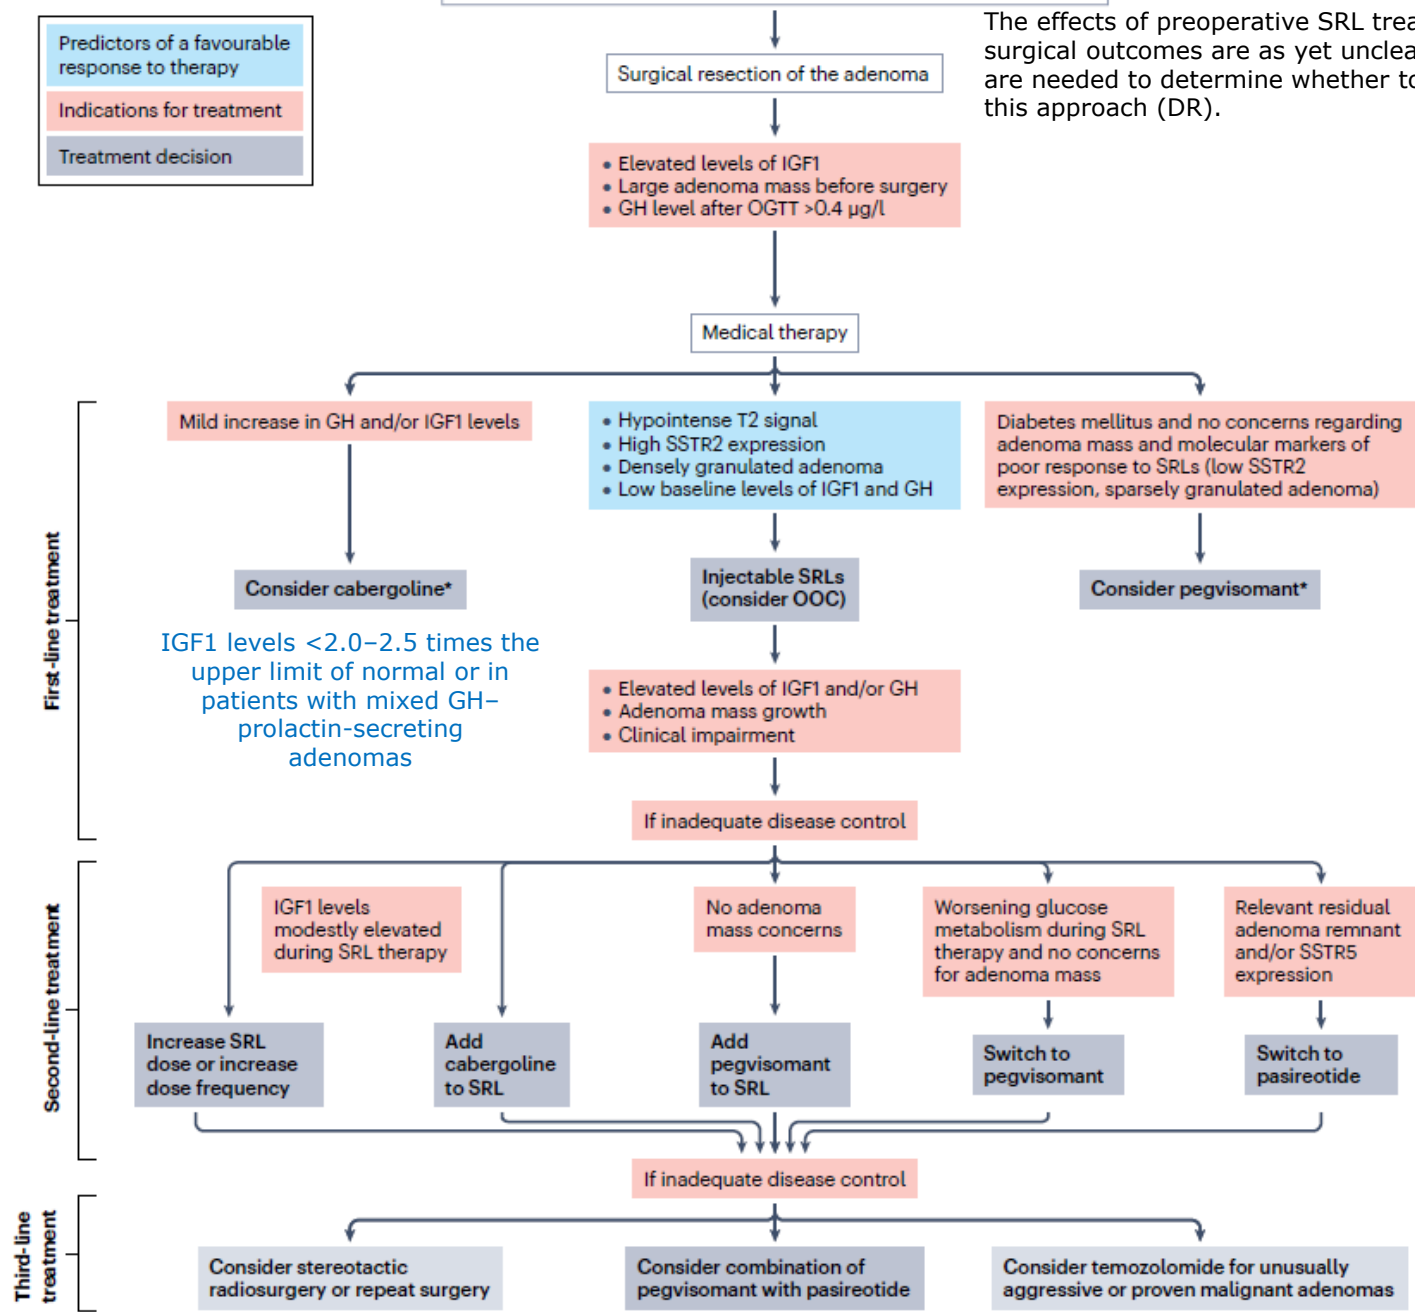 Predictors of a favourable
response to therapy
Indications for treatment
Treatment decision
The effects of preoperative SRL trea
surgical outcomes are as yet unclea
are needed to determine whether to
this approach (DR).
Surgical resection of the adenoma
• Elevated levels of IGF1
• Large adenoma mass before surgery
• GH level after OGTT >0.4 µg/l
Medical therapy
First-line treatment
Mild increase in GH and/or IGF1 levels
• Hypointense T2 signal
• High SSTR2 expression
• Densely granulated adenoma
• Low baseline levels of IGF1 and GH
Diabetes mellitus and no concerns regarding
adenoma mass and molecular markers of
poor response to SRLs (low SSTR2
expression, sparsely granulated adenoma)
Consider cabergoline*
Injectable SRLs
(consider OOC)
Consider pegvisomant*
IGF1 levels <2.0–2.5 times the
upper limit of normal or in
patients with mixed GH–
prolactin-secreting
adenomas
• Elevated levels of IGF1 and/or GH
• Adenoma mass growth
• Clinical impairment
If inadequate disease control
Second-line treatment
IGF1 levels
modestly elevated
during SRL therapy
No adenoma
mass concerns
Worsening glucose
metabolism during SRL
therapy and no concerns
for adenoma mass
Relevant residual
adenoma remnant
and/or SSTR5
expression
Increase SRL
dose or increase
dose frequency
Add
cabergoline
to SRL
Add
pegvisomant
to SRL
Switch to
pegvisomant
Switch to
pasireotide
If inadequate disease control
Third-line
treatment
Consider stereotactic
radiosurgery or repeat surgery
Consider combination of
pegvisomant with pasireotide
Consider temozolomide for unusually
aggressive or proven malignant adenomas